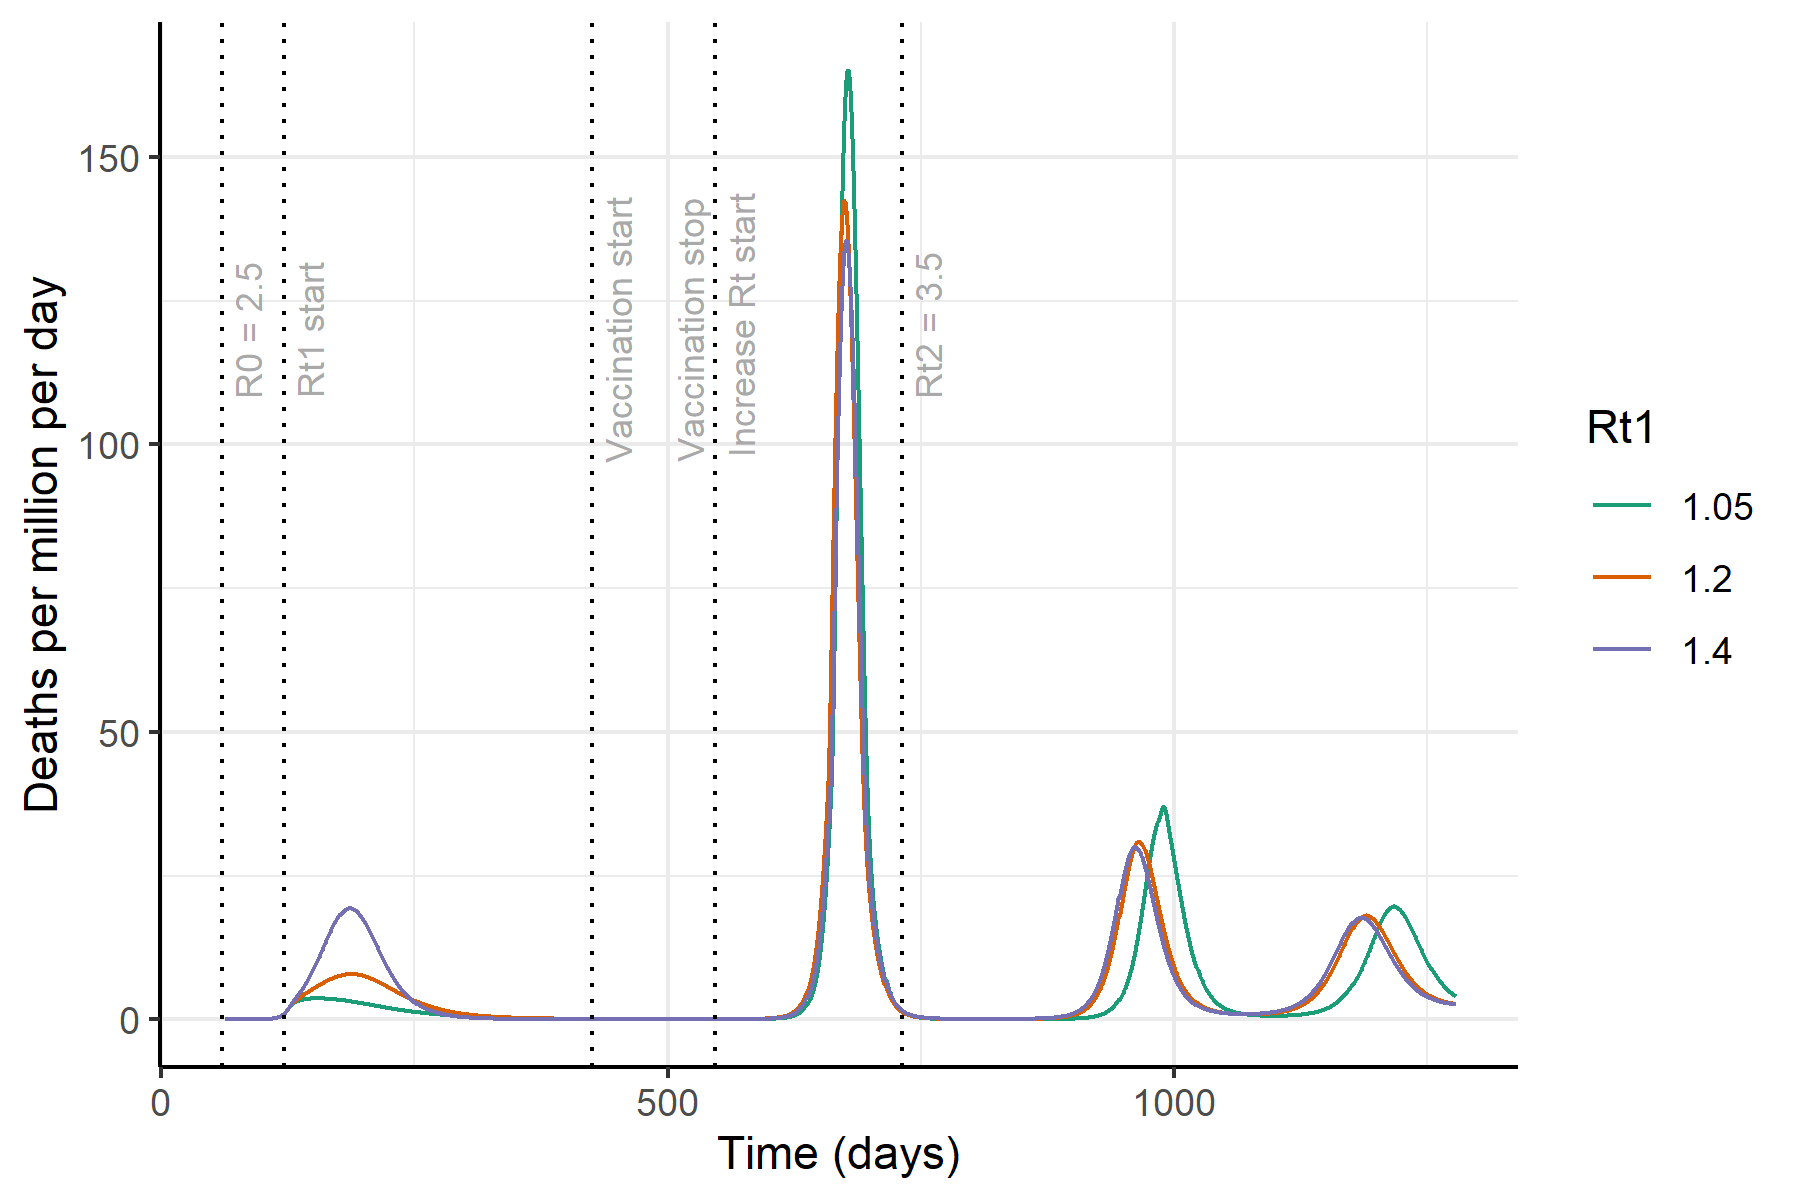 150
100
50
0
Deaths per million per day
R0 = 2.5
Rt1 start
Vaccination start
Vaccination stop
Increase Rt start
Rt2 = 3.5
0
500
1000
Time (days)
Rt1
1.05
1.2
1.4